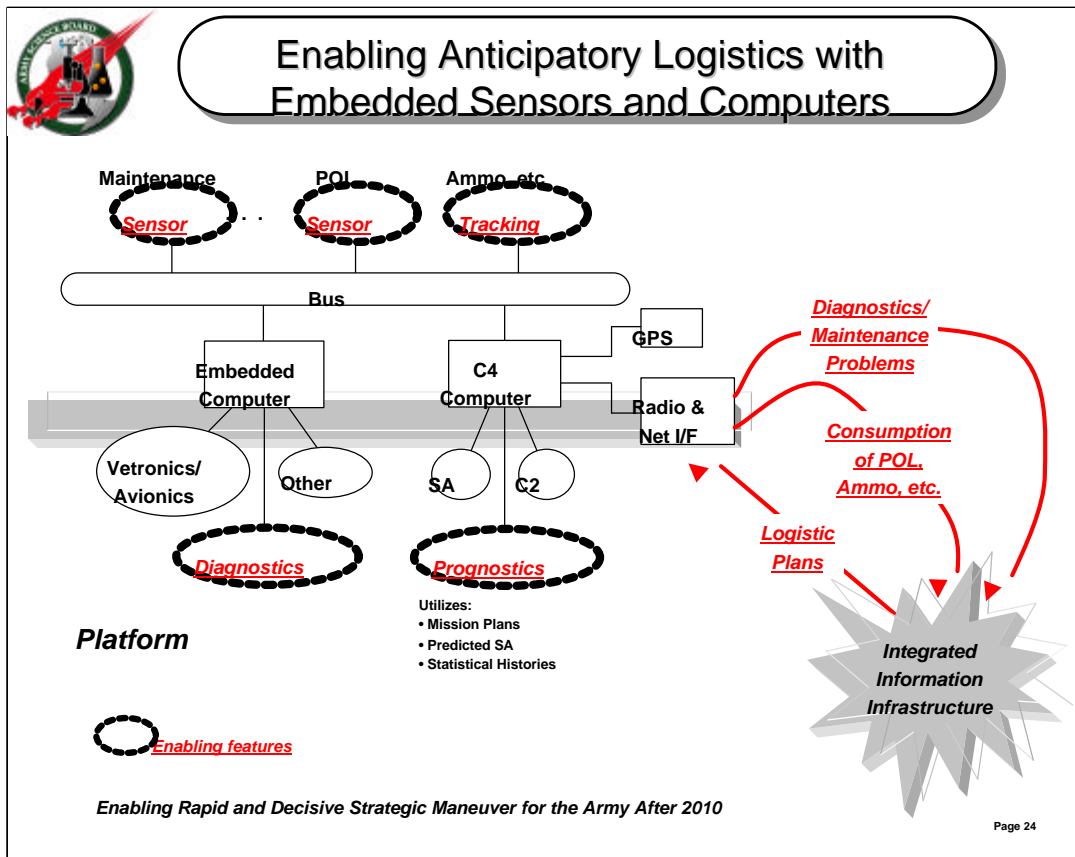 ARMY SCIENCE BOARD
Enabling Anticipatory Logistics with
Embedded Sensors and Computers
Maintenance
POL
Ammo, etc
Sensor
. . .
Sensor
Tracking
Bus
GPS
Embedded
Computer
C4
Computer
Radio &
Net I/F
Vetronics/
Avionics
Other
SA
C2
Diagnostics
Prognostics
Utilizes:
• Mission Plans
• Predicted SA
• Statistical Histories
Platform
Diagnostics/
Maintenance
Problems
Consumption
of POL,
Ammo, etc.
Logistic
Plans
Integrated
Information
Infrastructure
Enabling features
Enabling Rapid and Decisive Strategic Maneuver for the Army After 2010
Page 24